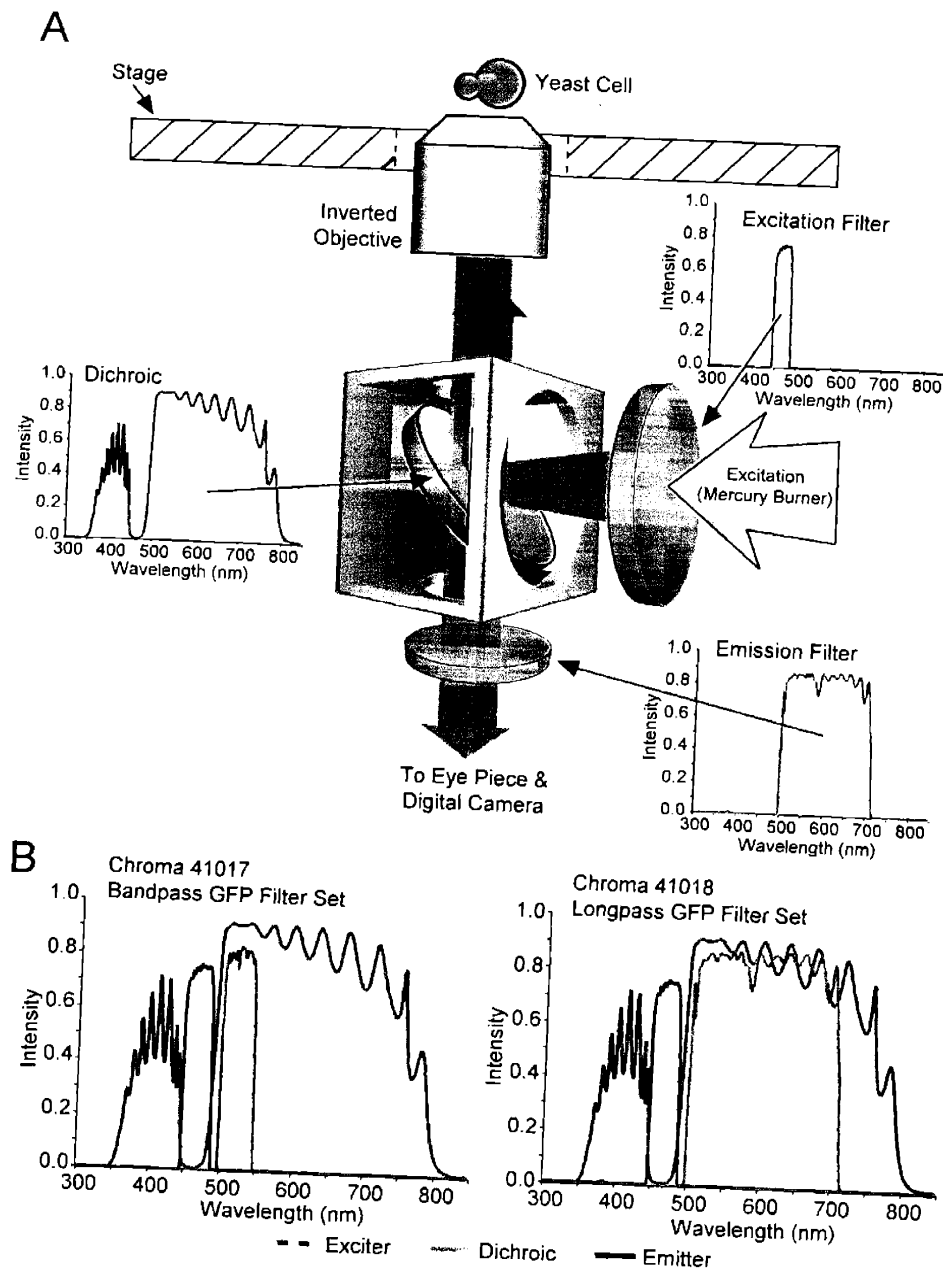 A
Stage
Yeast Cell
Inverted
Objective
Excitation Filter
1.0
0.8
0.6
0.4
0.2
0.0
Intensity
300 400 500 600 700 800
Wavelength (nm)
Dichroic
1.0
0.8
0.6
0.4
0.2
0.0
Intensity
300 400 500 600 700 800
Wavelength (nm)
Excitation
(Mercury Burner)
Emission Filter
1.0
0.8
0.6
0.4
0.2
0.0
Intensity
300 400 500 600 700 800
Wavelength (nm)
To Eye Piece &
Digital Camera
B
Chroma 41017
Bandpass GFP Filter Set
1.0
0.8
0.6
0.4
0.2
0.0
Intensity
300 400 500 600 700 800
Wavelength (nm)
Chroma 41018
Longpass GFP Filter Set
1.0
0.8
0.6
0.4
0.2
0.0
Intensity
300 400 500 600 700 800
Wavelength (nm)
Exciter Dichroic Emitter